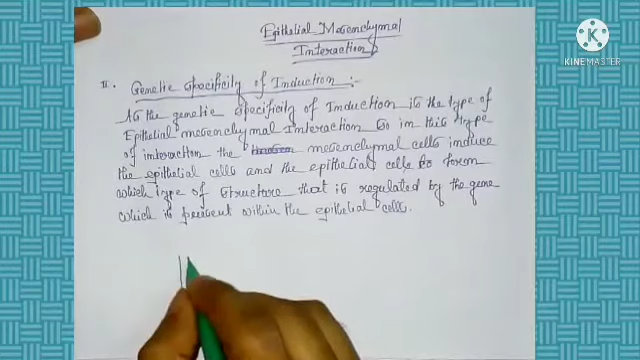 Epithelial Mesenchymal
Interaction
II. Genetic specificity of Induction :-
As the genetic specificity of Induction is the type of
Epithelial mesenchymal Interaction so in this type
of interaction the mesenchymal cells induce
the epithelial cells and the epithelial cells to form
which type of structure that is regulated by the gene
which is percent within the epithelial cells.
K
KINEMASTER